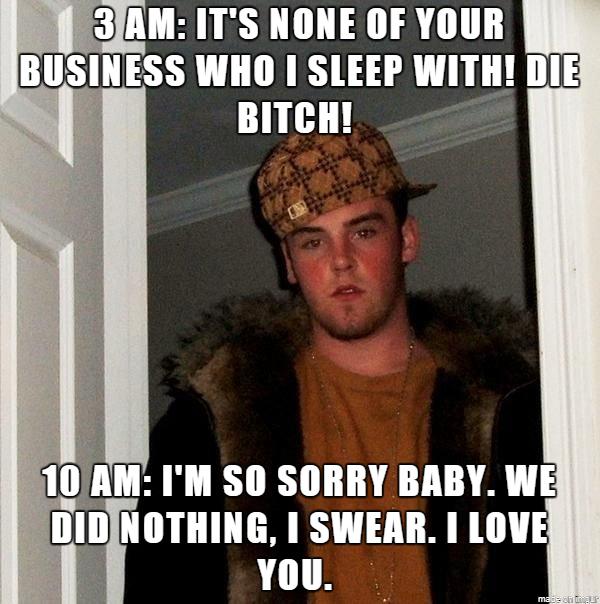 3 AM: IT'S NONE OF YOUR
BUSINESS WHO I SLEEP WITH! DIE
BITCH!
10 AM: I'M SO SORRY BABY. WE
DID NOTHING, I SWEAR. I LOVE
YOU.
made on imgur